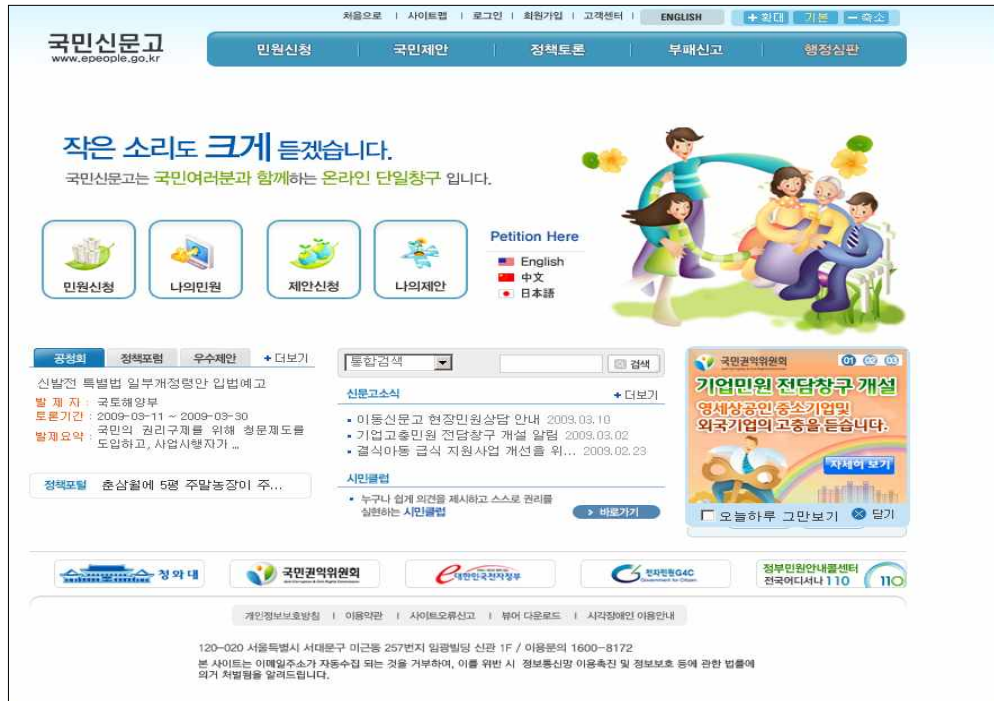 처음으로 | 사이트맵 | 로그인 | 회원가입 | 고객센터 | ENGLISH + 확대 기본 - 축소
국민신문고
www.epeople.go.kr
민원신청 국민제안 정책토론 부패신고 행정심판
작은 소리도 크게 듣겠습니다.
국민신문고는 국민여러분과 함께하는 온라인 단일창구 입니다.
민원신청 나의민원 제안신청 나의제안
Petition Here
English
中文
日本語
공청회 정책포럼 우수제안 + 더보기
신발전 특별법 일부개정령안 입법예고
발 제 자 : 국토해양부
토론기간 : 2009-03-11 ~ 2009-03-30
발제요약 : 국민의 권리구제를 위해 청문제도를
도입하고, 사업시행자가 ...
정책포털 춘삼월에 5평 주말농장이 주...
통합검색 검색
신문고소식 + 더보기
• 이동신문고 현장민원상담 안내 2009.03.10
• 기업고충민원 전담창구 개설 알림 2009.03.02
• 결식아동 급식 지원사업 개선을 위... 2009.02.23
시민클럽
• 누구나 쉽게 의견을 제시하고 스스로 권리를
실현하는 시민클럽 > 바로가기
국민권익위원회 01 02 03
기업민원 전담창구 개설
영세상공인·중소기업및
외국기업의 고충을 듣습니다.
자세히 보기
오늘하루 그만보기 닫기
청와대
국민권익위원회
대한민국전자정부
전자민원G4C
Government for Citizen
정부민원안내콜센터
전국어디서나 110 110
개인정보보호방침 | 이용약관 | 사이트오류신고 | 뷰어 다운로드 | 시각장애인 이용안내
120-020 서울특별시 서대문구 미근동 257번지 임광빌딩 신관 1F / 이용문의 1600-8172
본 사이트는 이메일주소가 자동수집 되는 것을 거부하며, 이를 위반 시 정보통신망 이용촉진 및 정보보호 등에 관한 법률에
의거 처벌됨을 알려드립니다.